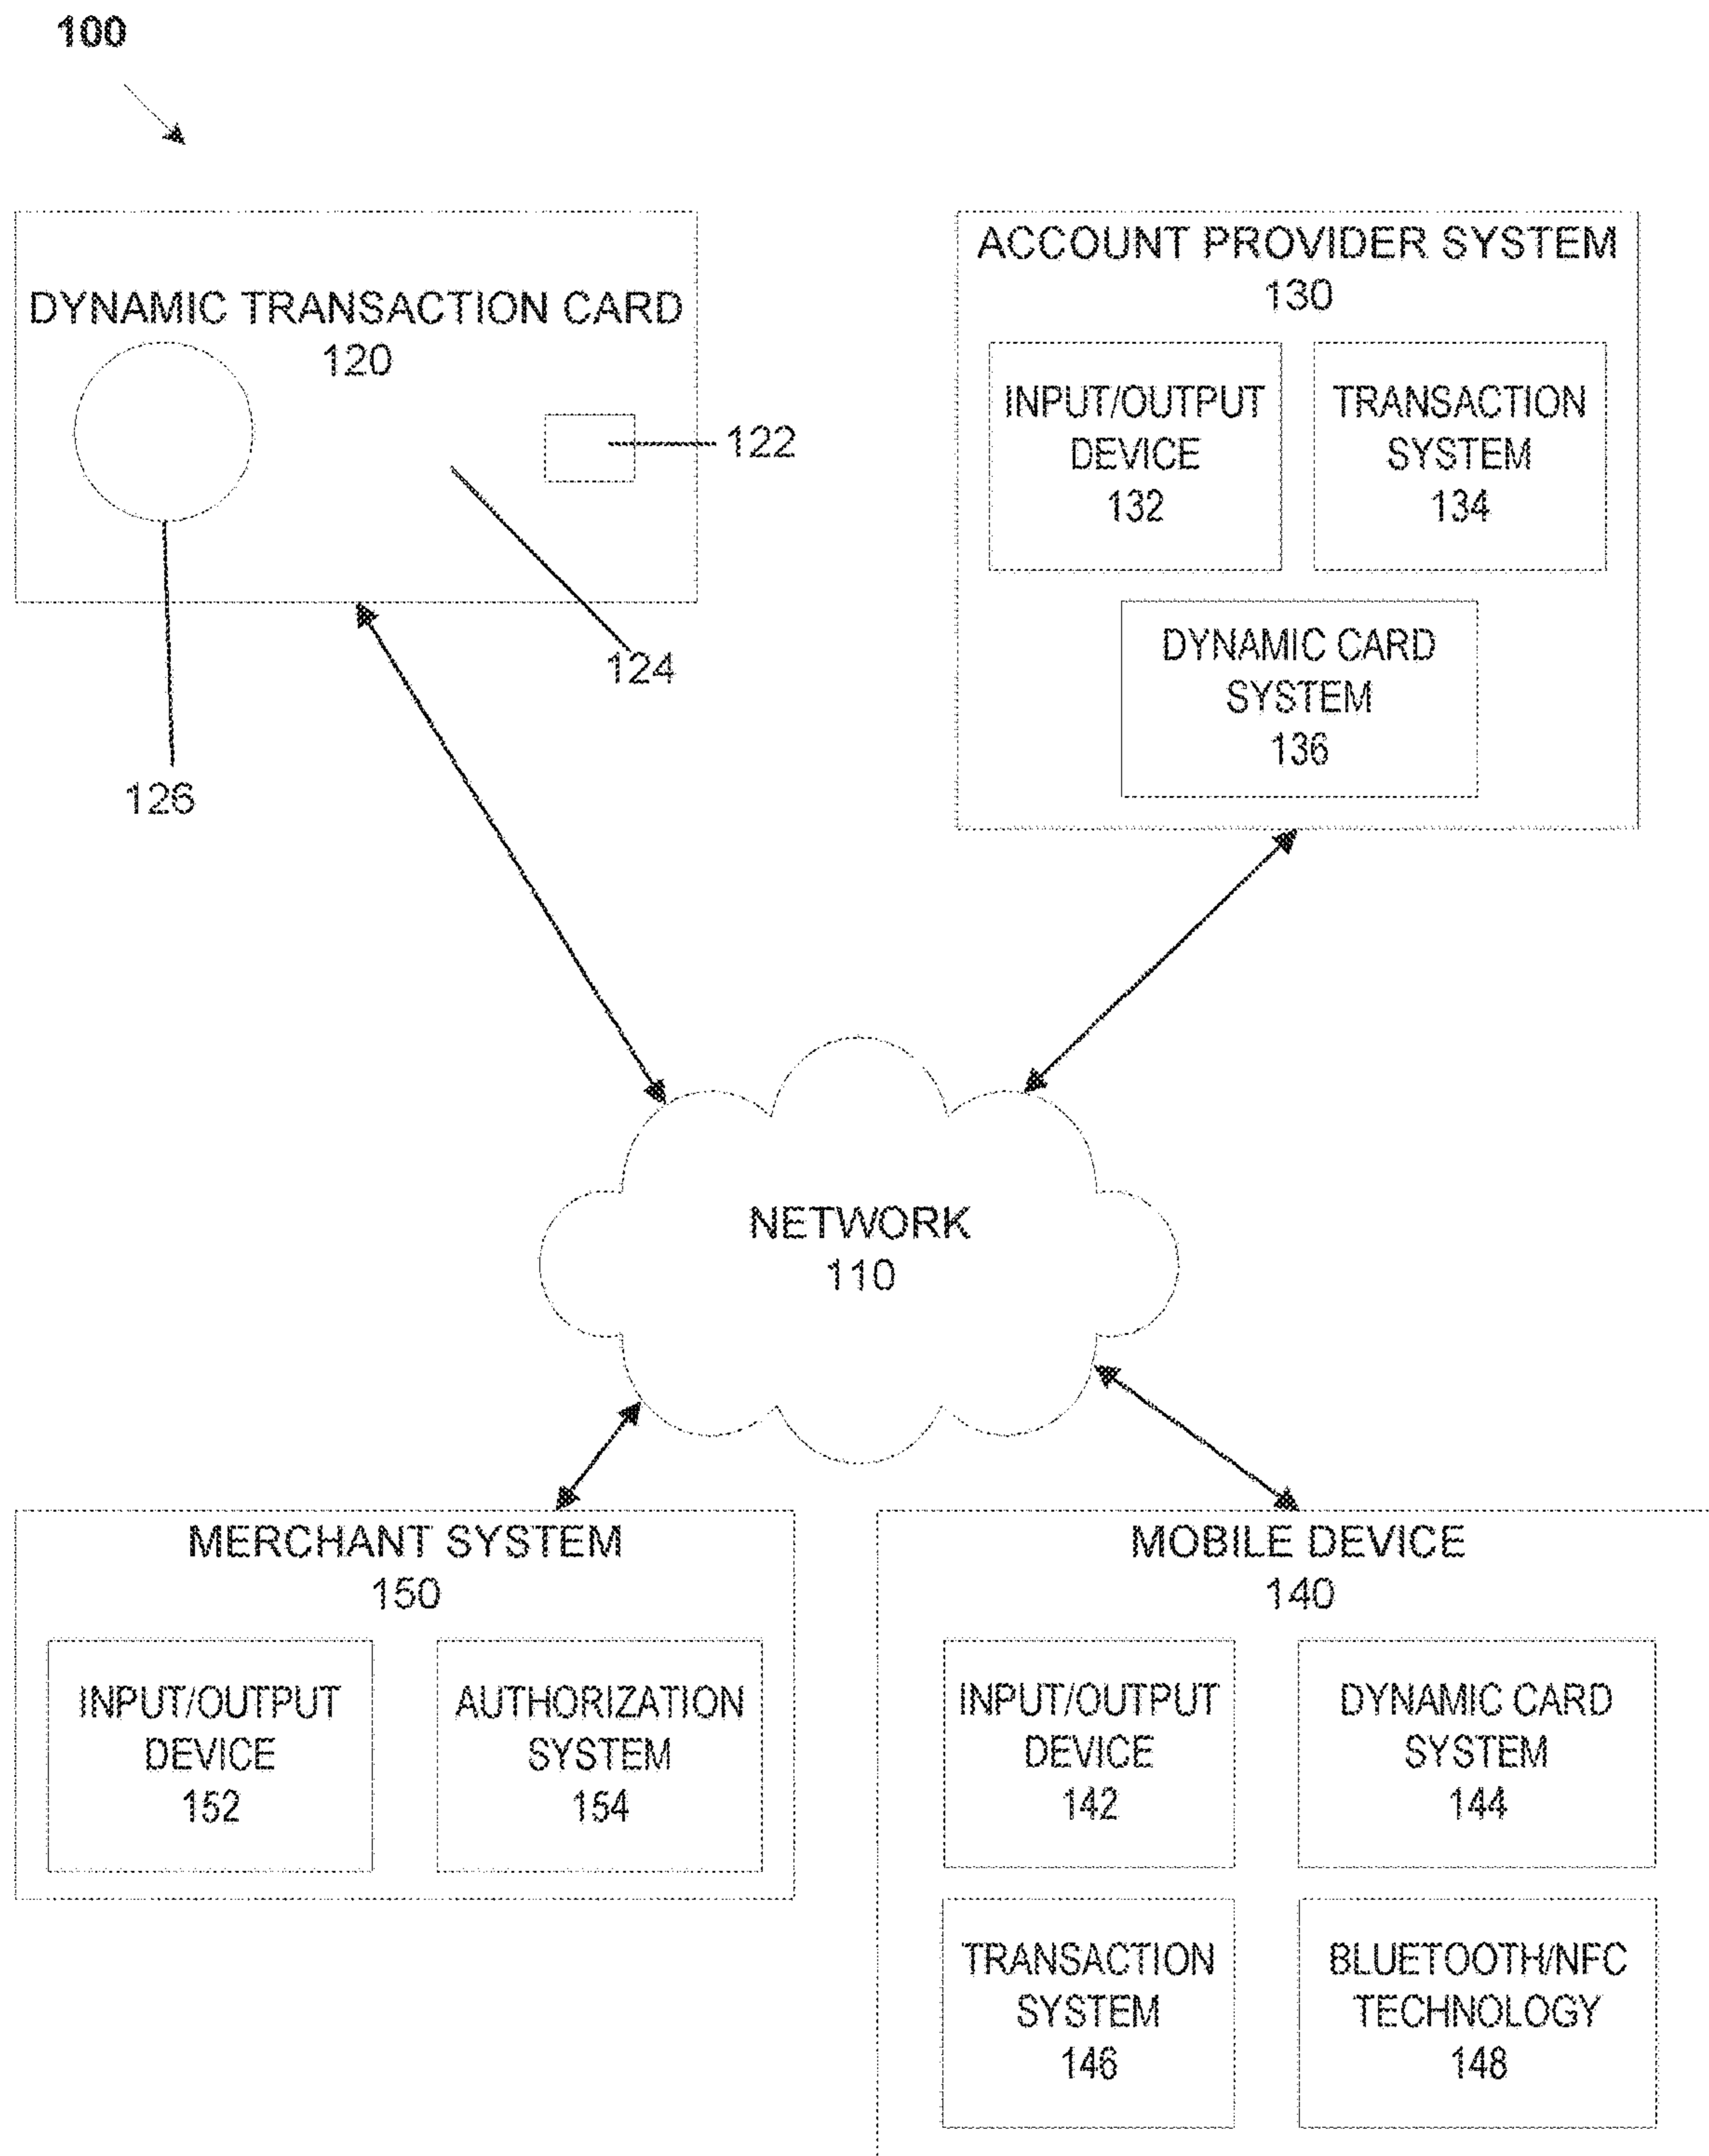 100
DYNAMIC TRANSACTION CARD
120
122
124
126
ACCOUNT PROVIDER SYSTEM
130
INPUT/OUTPUT
DEVICE
132
TRANSACTION
SYSTEM
134
DYNAMIC CARD
SYSTEM
136
NETWORK
110
MERCHANT SYSTEM
150
INPUT/OUTPUT
DEVICE
152
AUTHORIZATION
SYSTEM
154
MOBILE DEVICE
140
INPUT/OUTPUT
DEVICE
142
DYNAMIC CARD
SYSTEM
144
TRANSACTION
SYSTEM
146
BLUETOOTH/NFC
TECHNOLOGY
148